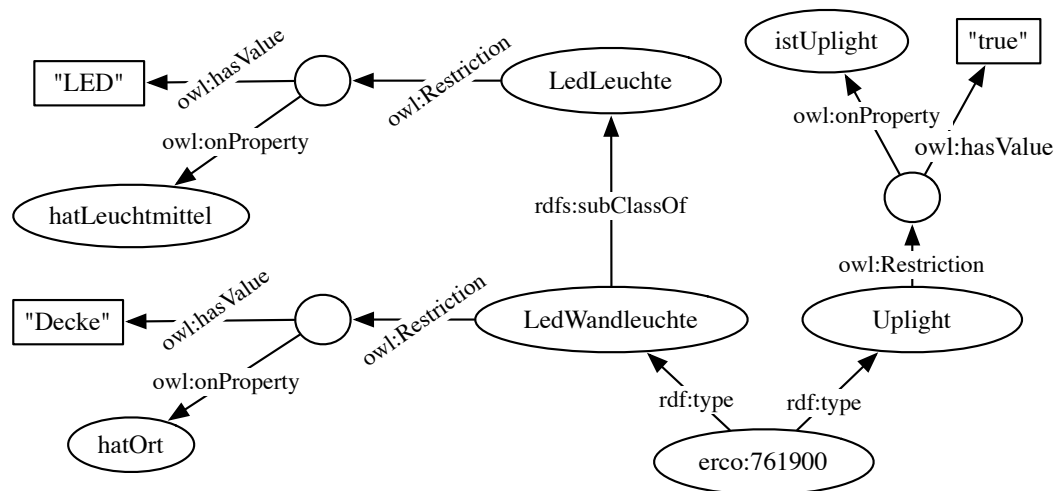 istUplight
"true"
"LED"
owl:hasValue
owl:Restriction
LedLeuchte
owl:onProperty
owl:onProperty
owl:hasValue
hatLeuchtmittel
rdfs:subClassOf
owl:Restriction
"Decke"
owl:hasValue
owl:Restriction
LedWandleuchte
Uplight
owl:onProperty
rdf:type
rdf:type
hatOrt
erco:761900